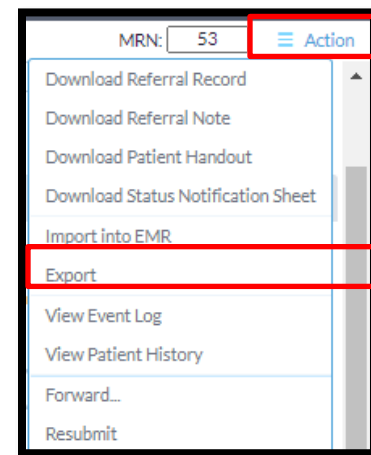 MRN: 53 Action
Download Referral Record
Download Referral Note
Download Patient Handout
Download Status Notification Sheet
Import into EMR
Export
View Event Log
View Patient History
Forward...
Resubmit